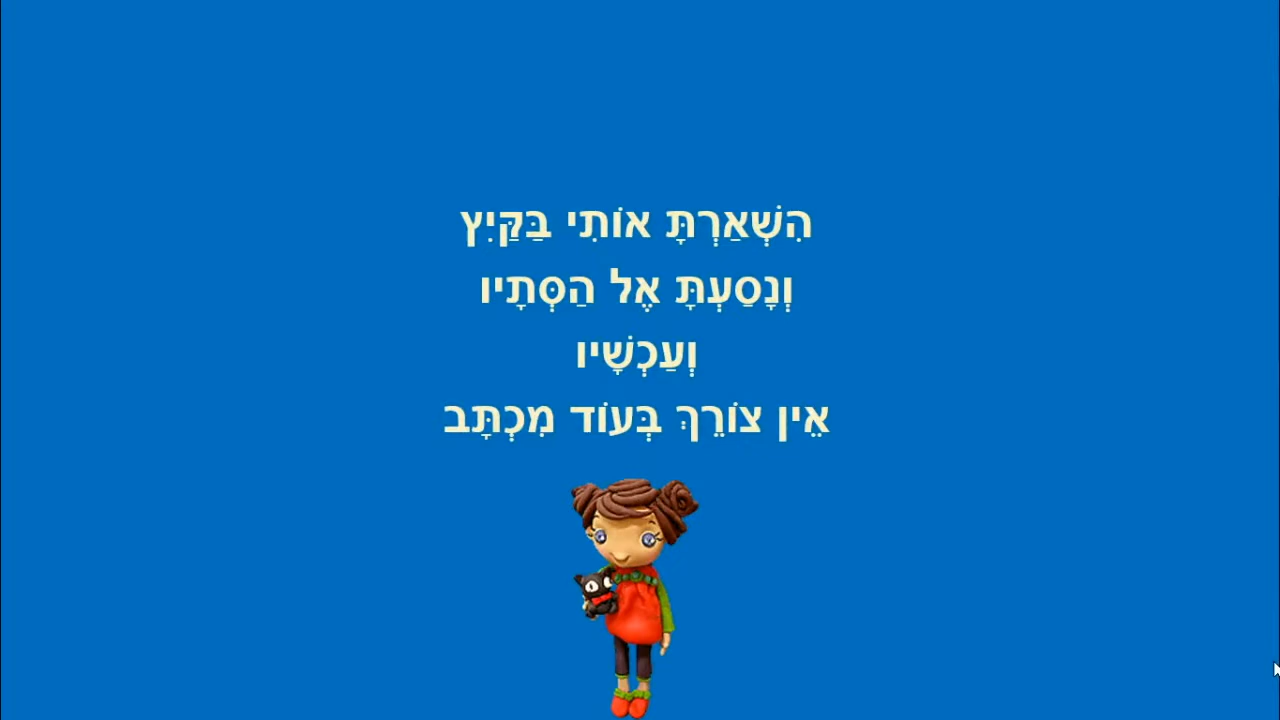 הִשְׁאַרְתָּ אוֹתִי בַּקַּיִץ
וְנָסַעְתָּ אֶל הַסְּתָיו
וְעַכְשָׁיו
אֵין צוֹרֵךְ בְּעוֹד מִכְתָּב